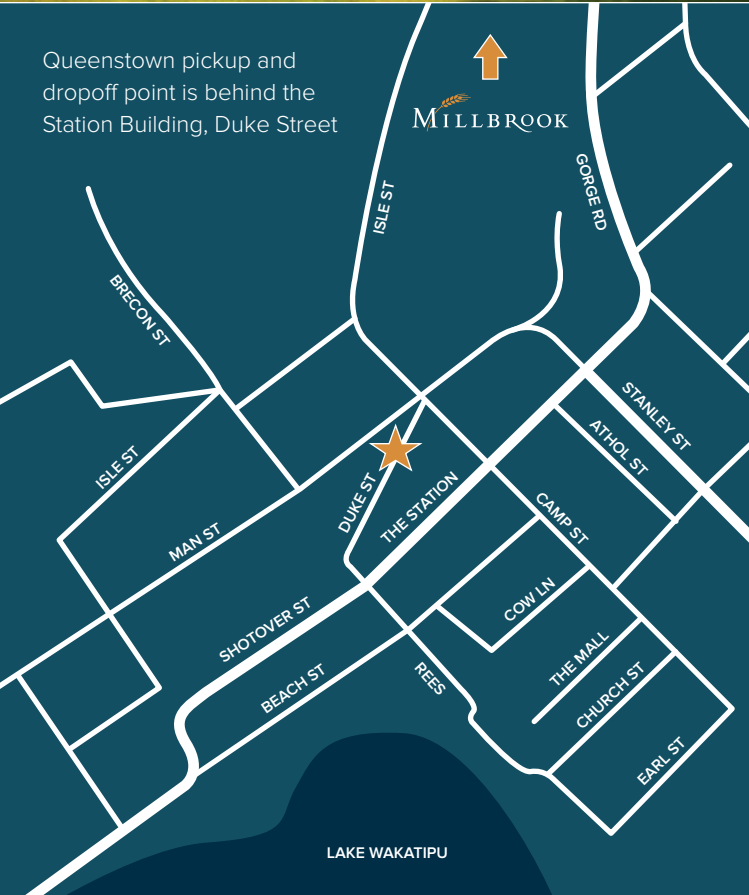 Queenstown pickup and
dropoff point is behind the
Station Building, Duke Street
MILLBROOK
ISLE ST
GORGE RD
BRECON ST
STANLEY ST
ATHOL ST
ISLE ST
DUKE ST
THE STATION
CAMP ST
MAN ST
COW LN
SHOTOVER ST
THE MALL
BEACH ST
REES
CHURCH ST
EARL ST
LAKE WAKATIPU